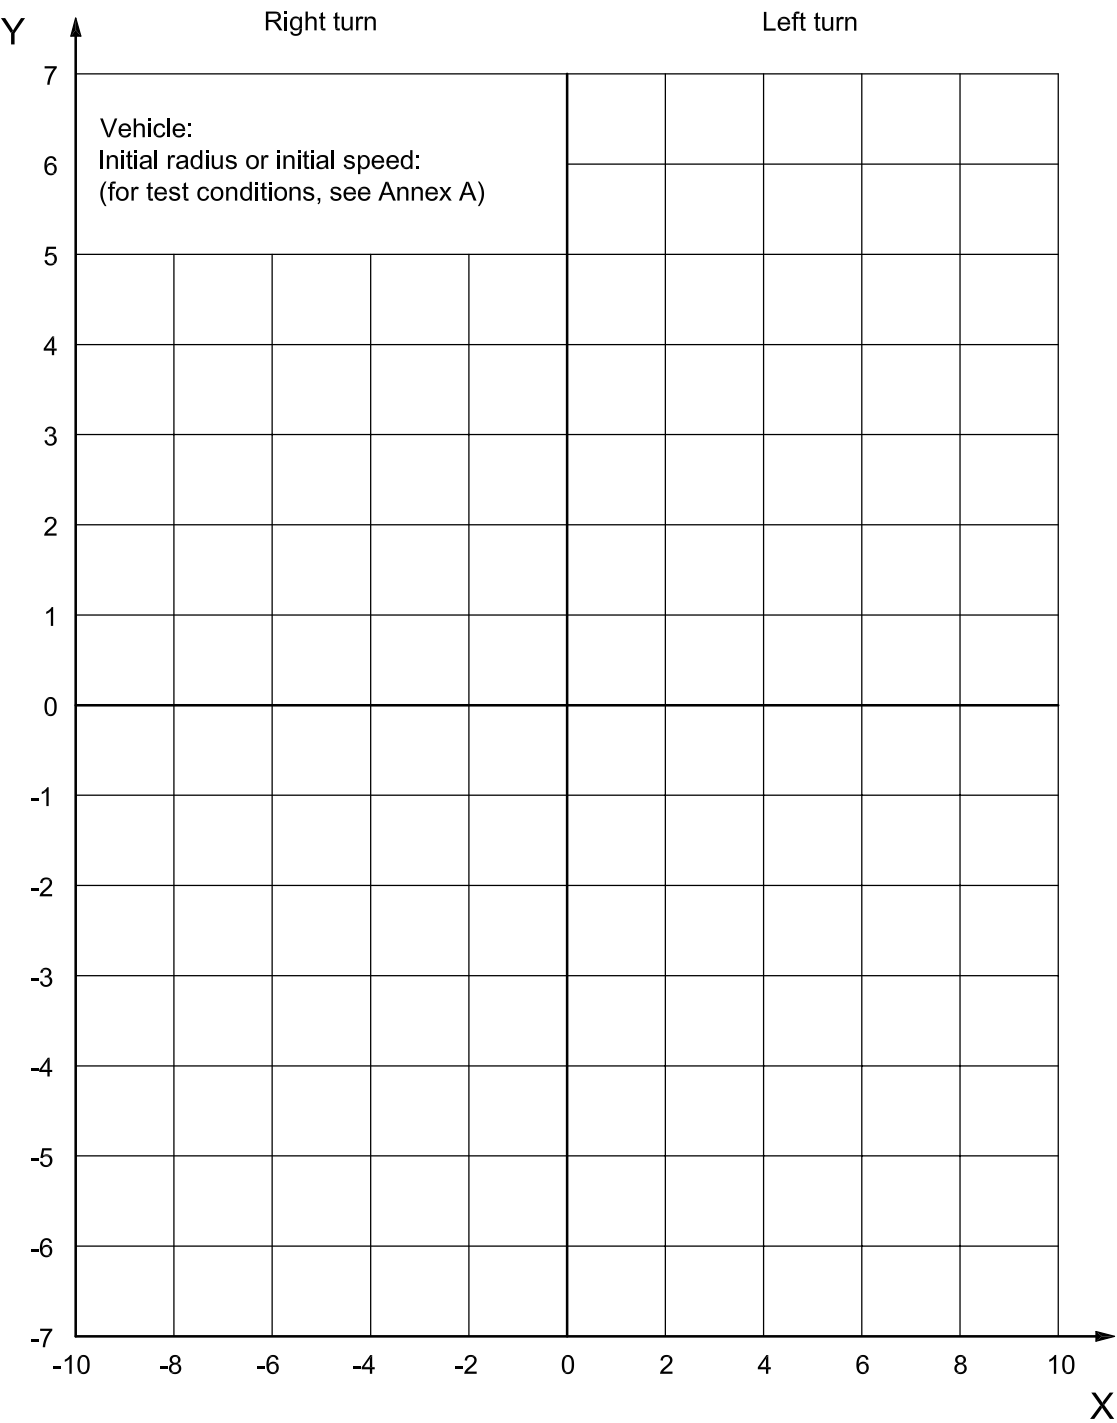 Y
Right turn
Left turn
7
Vehicle:
Initial radius or initial speed:
(for test conditions, see Annex A)
6
5
4
3
2
1
0
-1
-2
-3
-4
-5
-6
-7
-10 -8 -6 -4 -2 0 2 4 6 8 10
X